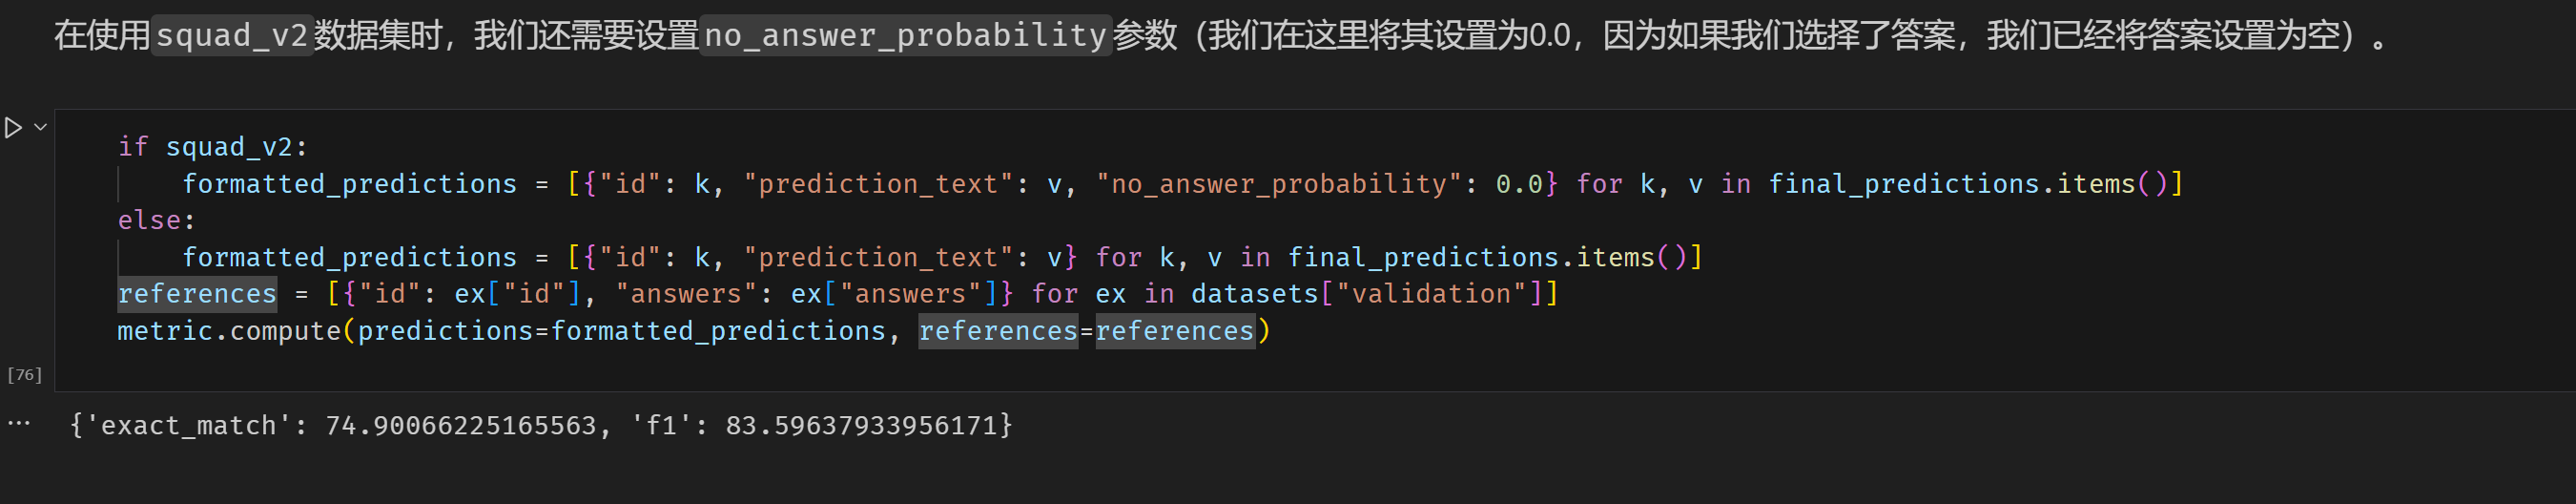 在使用squad_v2数据集时，我们还需要设置no_answer_probability参数（我们在这里将其设置为0.0，因为如果我们选择了答案，我们已经将答案设置为空）。
if squad_v2:
    formatted_predictions = [{"id": k, "prediction_text": v, "no_answer_probability": 0.0} for k, v in final_predictions.items()]
else:
    formatted_predictions = [{"id": k, "prediction_text": v} for k, v in final_predictions.items()]
references = [{"id": ex["id"], "answers": ex["answers"]} for ex in datasets["validation"]]
metric.compute(predictions=formatted_predictions, references=references)
[76]
{'exact_match': 74.90066225165563, 'f1': 83.59637933956171}